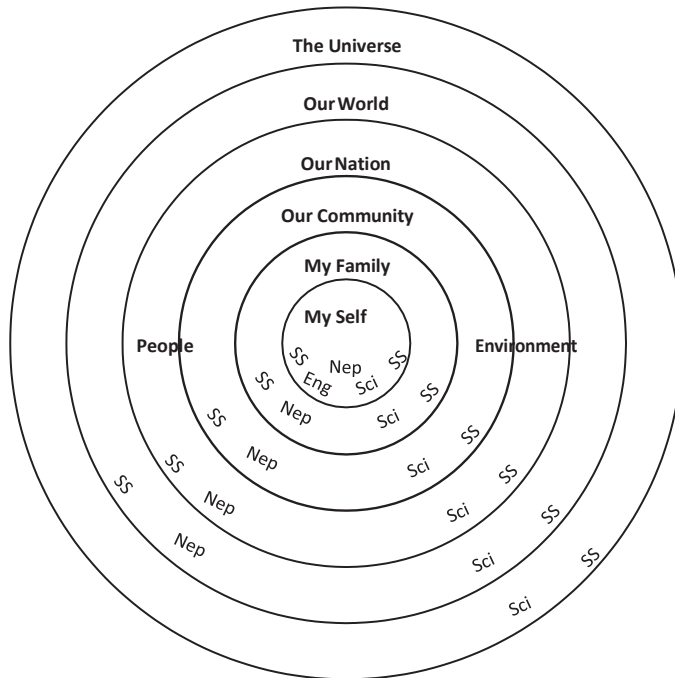 The Universe
Our World
Our Nation
Our Community
My Family
My Self
People
Environment
SS
Nep
SS
Eng
Sci
SS
SS
Nep
Sci
SS
Nep
Sci
SS
SS
SS
Nep
Sci
SS
SS
Nep
Sci
SS
Sci
SS